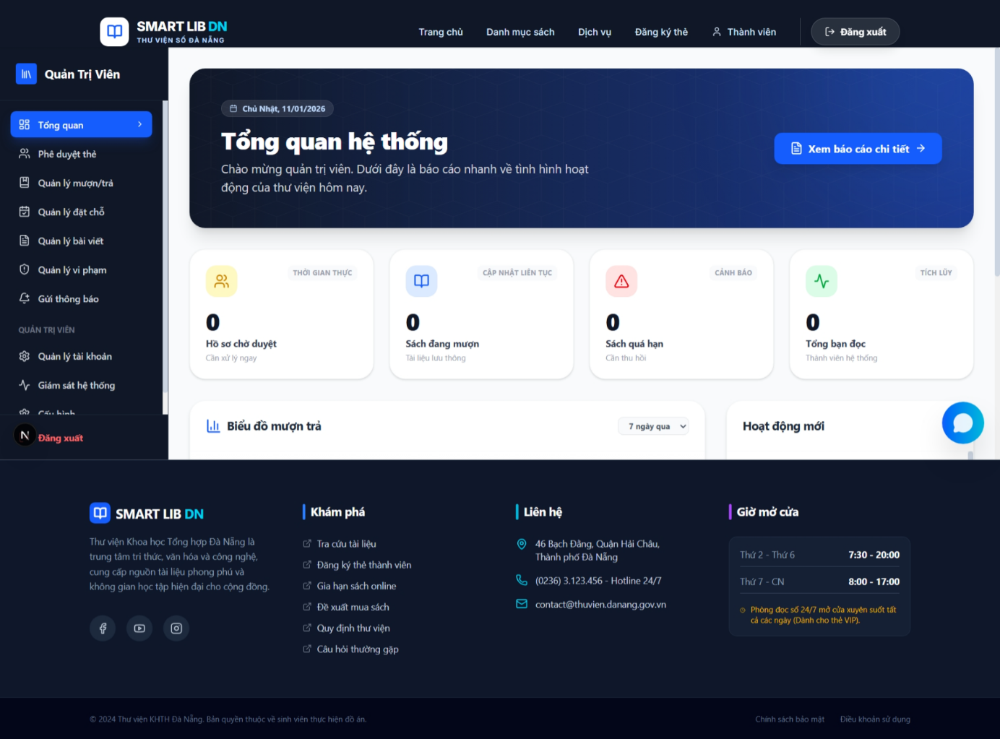 SMART LIB DN
THƯ VIỆN SỐ ĐÀ NẴNG
Trang chủ
Danh mục sách
Dịch vụ
Đăng ký thẻ
Thành viên
Đăng xuất
Quản Trị Viên
Tổng quan
Phê duyệt thẻ
Quản lý mượn/trả
Quản lý đặt chỗ
Quản lý bài viết
Quản lý vi phạm
Gửi thông báo
QUẢN TRỊ VIÊN
Quản lý tài khoản
Giám sát hệ thống
Cấu hình
N
Đăng xuất
Chủ Nhật, 11/01/2026
Tổng quan hệ thống
Chào mừng quản trị viên. Dưới đây là báo cáo nhanh về tình hình hoạt
động của thư viện hôm nay.
Xem báo cáo chi tiết
THỜI GIAN THỰC
0
Hồ sơ chờ duyệt
Cần xử lý ngay
CẬP NHẬT LIÊN TỤC
0
Sách đang mượn
Tài liệu lưu thông
CẢNH BÁO
0
Sách quá hạn
Cần thu hồi
TÍCH LŨY
0
Tổng bạn đọc
Thành viên hệ thống
Biểu đồ mượn trả
7 ngày qua
Hoạt động mới
SMART LIB DN
Thư viện Khoa học Tổng hợp Đà Nẵng là
trung tâm tri thức, văn hóa và công nghệ,
cung cấp nguồn tài liệu phong phú và
không gian học tập hiện đại cho cộng đồng.
Khám phá
Tra cứu tài liệu
Đăng ký thẻ thành viên
Gia hạn sách online
Đề xuất mua sách
Quy định thư viện
Câu hỏi thường gặp
Liên hệ
46 Bạch Đằng, Quận Hải Châu,
Thành phố Đà Nẵng
(0236) 3.123.456 - Hotline 24/7
contact@thuvien.danang.gov.vn
Giờ mở cửa
Thứ 2 - Thứ 6 7:30 - 20:00
Thứ 7 - CN 8:00 - 17:00
Phòng đọc số 24/7 mở cửa xuyên suốt tất
cả các ngày (Dành cho thẻ VIP).
© 2024 Thư viện KHTH Đà Nẵng. Bản quyền thuộc về sinh viên thực hiện đồ án.
Chính sách bảo mật
Điều khoản sử dụng